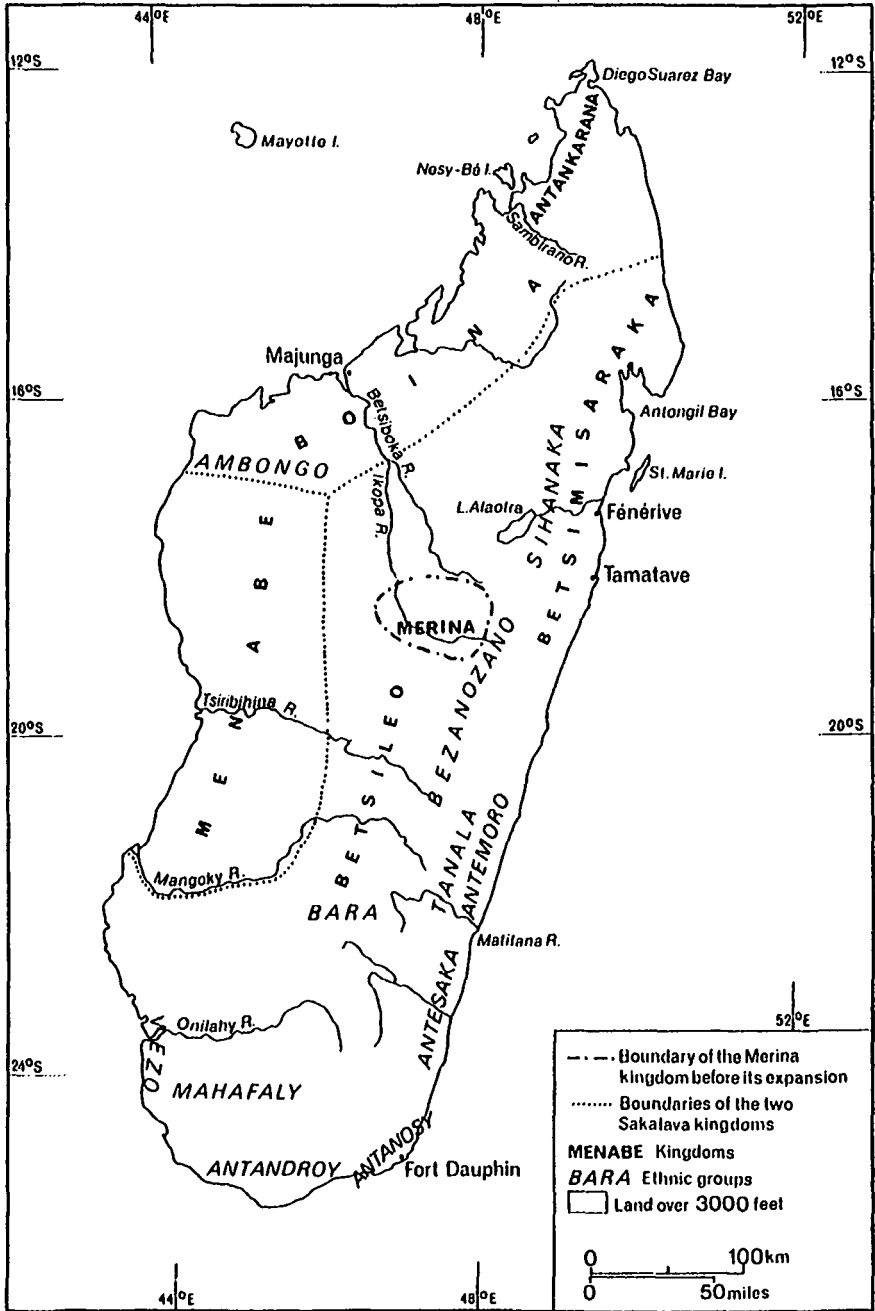 44°E
48°E
52°E
12°S
12°S
Diego Suarez Bay
Mayotto I.
Nosy-Bé I.
ANTANKARANA
Sambirano R.
BOINA
Majunga
16°S
16°S
Betsiboka R.
Antongil Bay
AMBONGO
Ikopa R.
St. Marie I.
L. Alaotra
SIHANAKA
BETSIMISARAKA
Fénérive
Tamatave
MERINA
MENABE
Tsiribihina R.
BEZANOZANO
20°S
20°S
BETSILEO
TANALA
ANTEMORO
Mangoky R.
BARA
Matitana R.
ANTESAKA
Onilahy R.
VEZO
24°S
MAHAFALY
ANTANOSY
ANTANDROY
Fort Dauphin
52°E
Boundary of the Merina
kingdom before its expansion
Boundaries of the two
Sakalava kingdoms
MENABE Kingdoms
BARA Ethnic groups
Land over 3000 feet
0 100km
0 50 miles
44°E
48°E